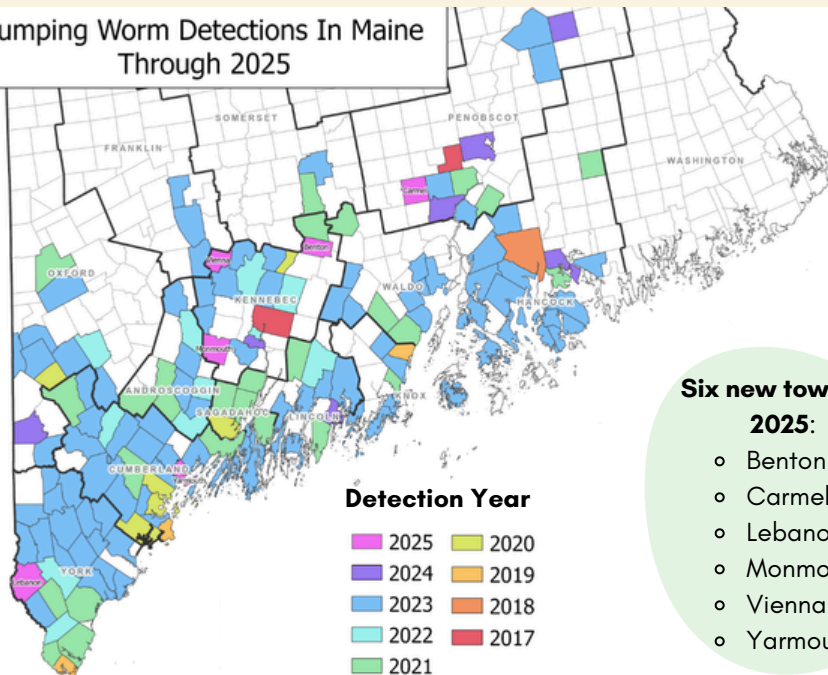 umping Worm Detections In Maine
Through 2025
SOMERSET
PENOBSCOT
FRANKLIN
WASHINGTON
Carmel
Benton
Vienna
OXFORD
WALDO
KENNEBEC
HANCOCK
Monmouth
ANDROSCOGGIN
KNOX
SAGADAHOC
LINCOLN
CUMBERLAND
Yarmouth
YORK
Lebanon
Detection Year
2025
2024
2023
2022
2021
2020
2019
2018
2017
Six new tow
2025:
Benton
Carmel
Lebano
Monmo
Vienna
Yarmou